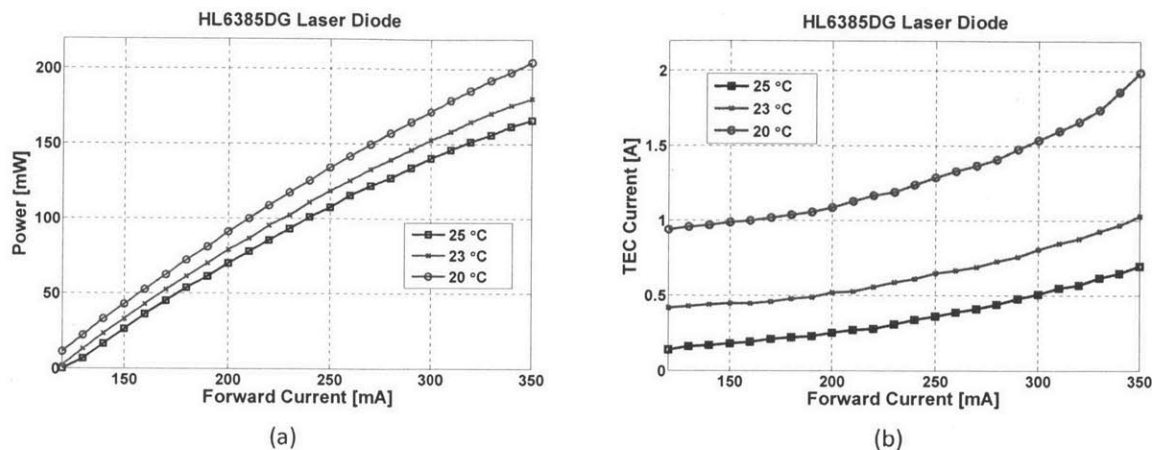 HL6385DG Laser Diode
200
150
100
50
0
Power [mW]
25 °C
23 °C
20 °C
150 200 250 300 350
Forward Current [mA]
(a)
HL6385DG Laser Diode
2
1.5
1
0.5
0
TEC Current [A]
25 °C
23 °C
20 °C
150 200 250 300 350
Forward Current [mA]
(b)